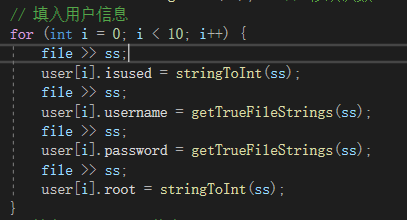 // 填入用户信息
for (int i = 0; i < 10; i++) {
file >> ss;
user[i].isused = stringToInt(ss);
file >> ss;
user[i].username = getTrueFileStrings(ss);
file >> ss;
user[i].password = getTrueFileStrings(ss);
file >> ss;
user[i].root = stringToInt(ss);
}